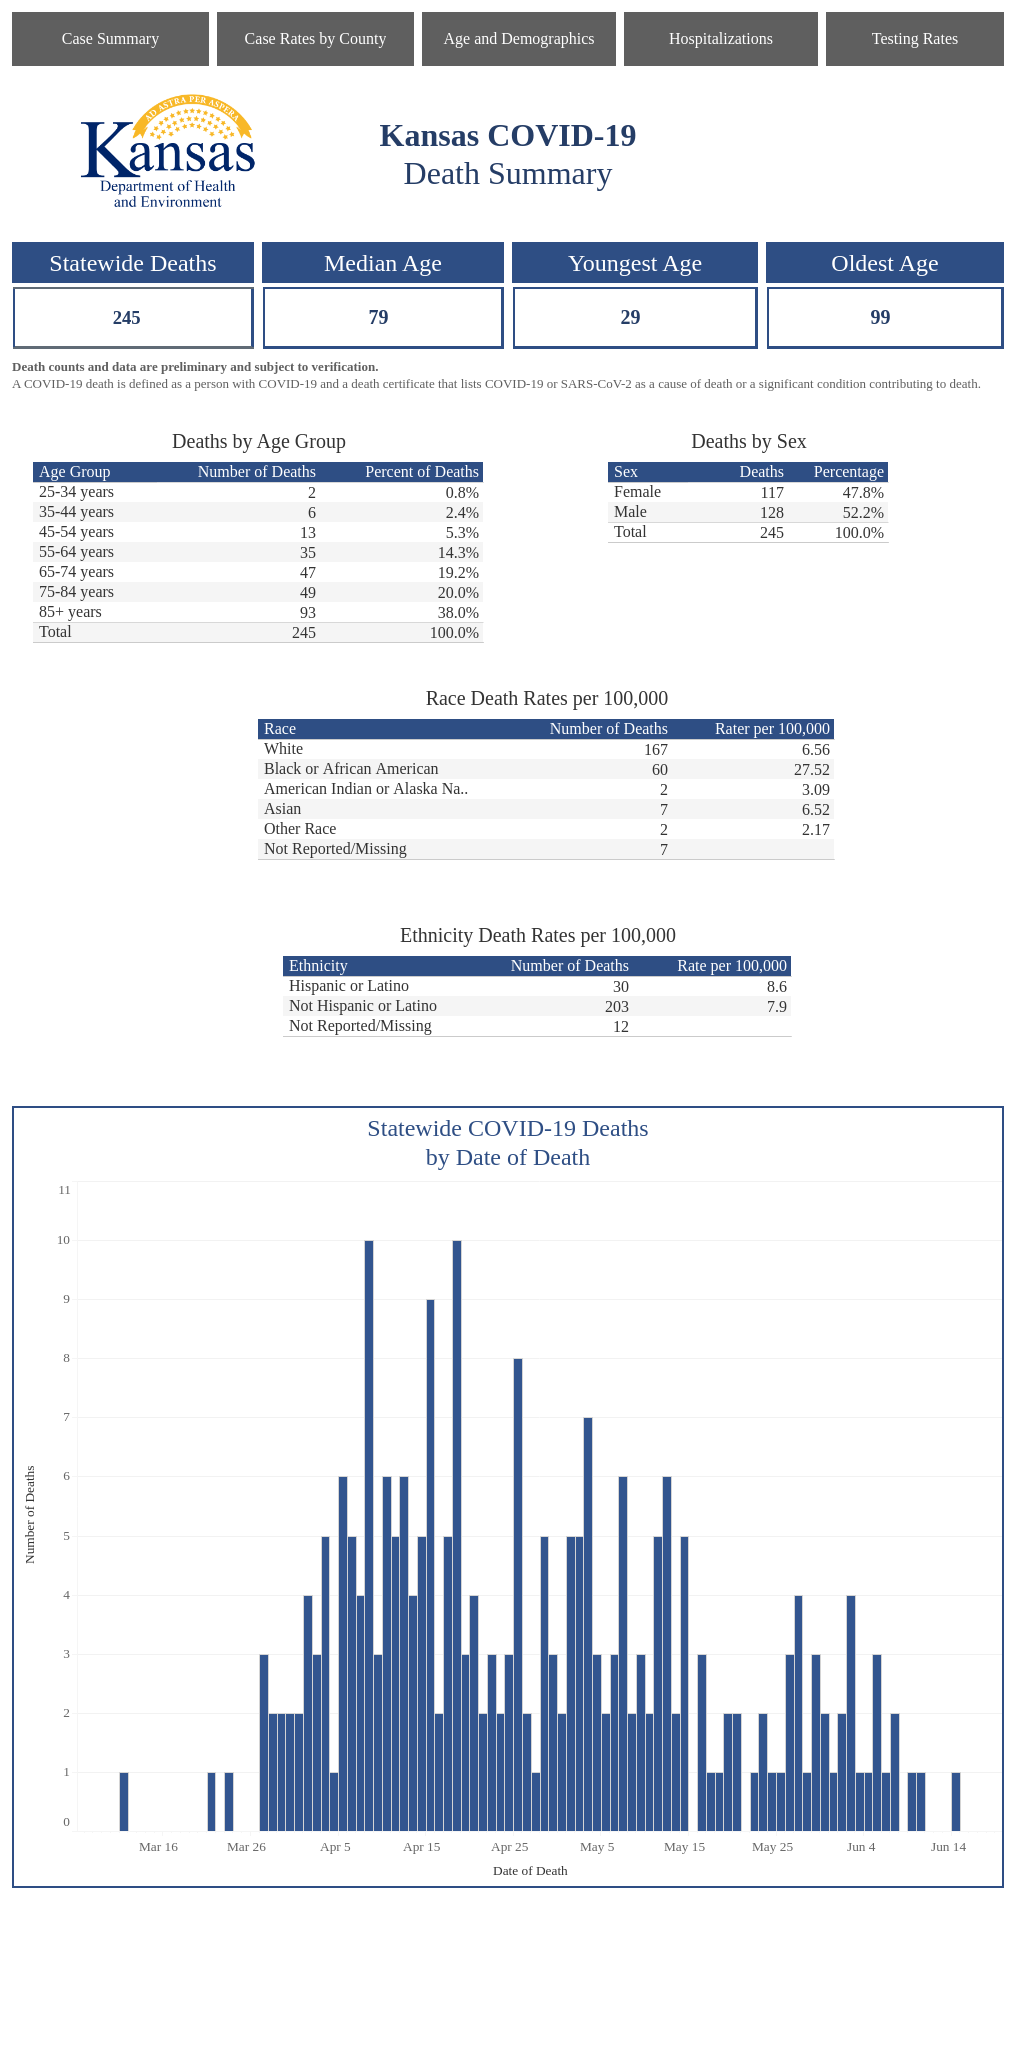 Case Summary
Case Rates by County
Age and Demographics
Hospitalizations
Testing Rates
AD ASTRA PER ASPERA
Kansas
Department of Health
and Environment
Kansas COVID-19
Death Summary
Statewide Deaths
Median Age
Youngest Age
Oldest Age
245
79
29
99
Death counts and data are preliminary and subject to verification.
A COVID-19 death is defined as a person with COVID-19 and a death certificate that lists COVID-19 or SARS-CoV-2 as a cause of death or a significant condition contributing to death.
Deaths by Age Group
Age Group Number of Deaths Percent of Deaths
25-34 years 2 0.8%
35-44 years 6 2.4%
45-54 years 13 5.3%
55-64 years 35 14.3%
65-74 years 47 19.2%
75-84 years 49 20.0%
85+ years 93 38.0%
Total 245 100.0%
Deaths by Sex
Sex Deaths Percentage
Female 117 47.8%
Male 128 52.2%
Total 245 100.0%
Race Death Rates per 100,000
Race Number of Deaths Rater per 100,000
White 167 6.56
Black or African American 60 27.52
American Indian or Alaska Na.. 2 3.09
Asian 7 6.52
Other Race 2 2.17
Not Reported/Missing 7
Ethnicity Death Rates per 100,000
Ethnicity Number of Deaths Rate per 100,000
Hispanic or Latino 30 8.6
Not Hispanic or Latino 203 7.9
Not Reported/Missing 12
Statewide COVID-19 Deaths
by Date of Death
11
10
9
8
7
6
5
4
3
2
1
0
Number of Deaths
Mar 16 Mar 26 Apr 5 Apr 15 Apr 25 May 5 May 15 May 25 Jun 4 Jun 14
Date of Death